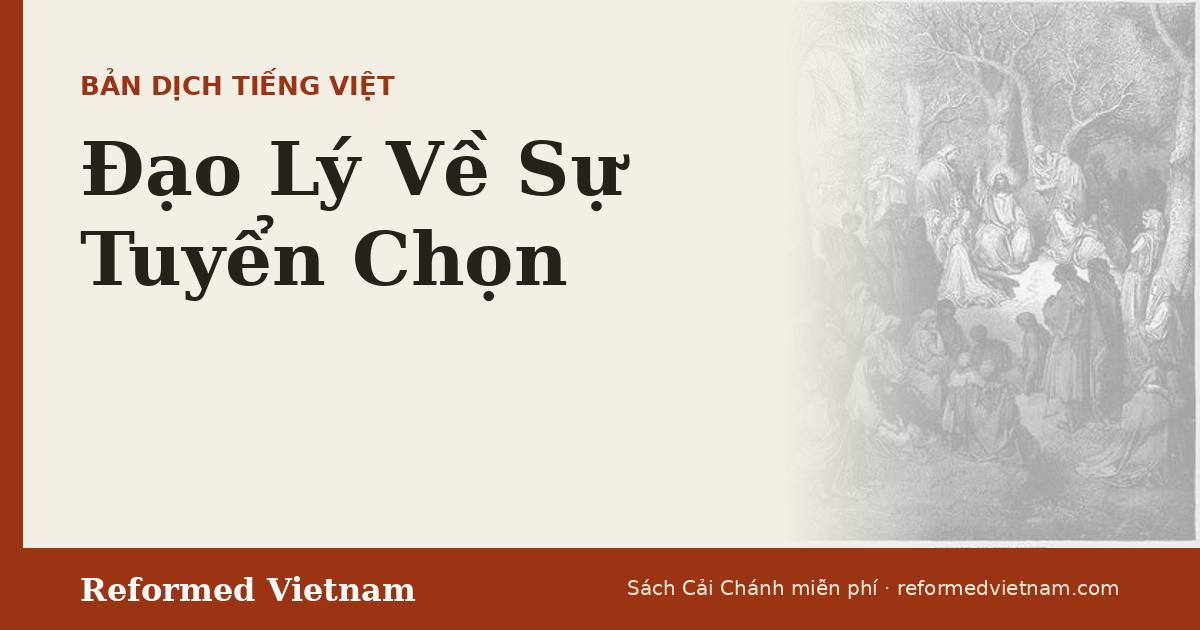 BẢN DỊCH TIẾNG VIỆT
Đạo Lý Về Sự
Tuyển Chọn
Reformed Vietnam
Sách Cải Chánh miễn phí · reformedvietnam.com